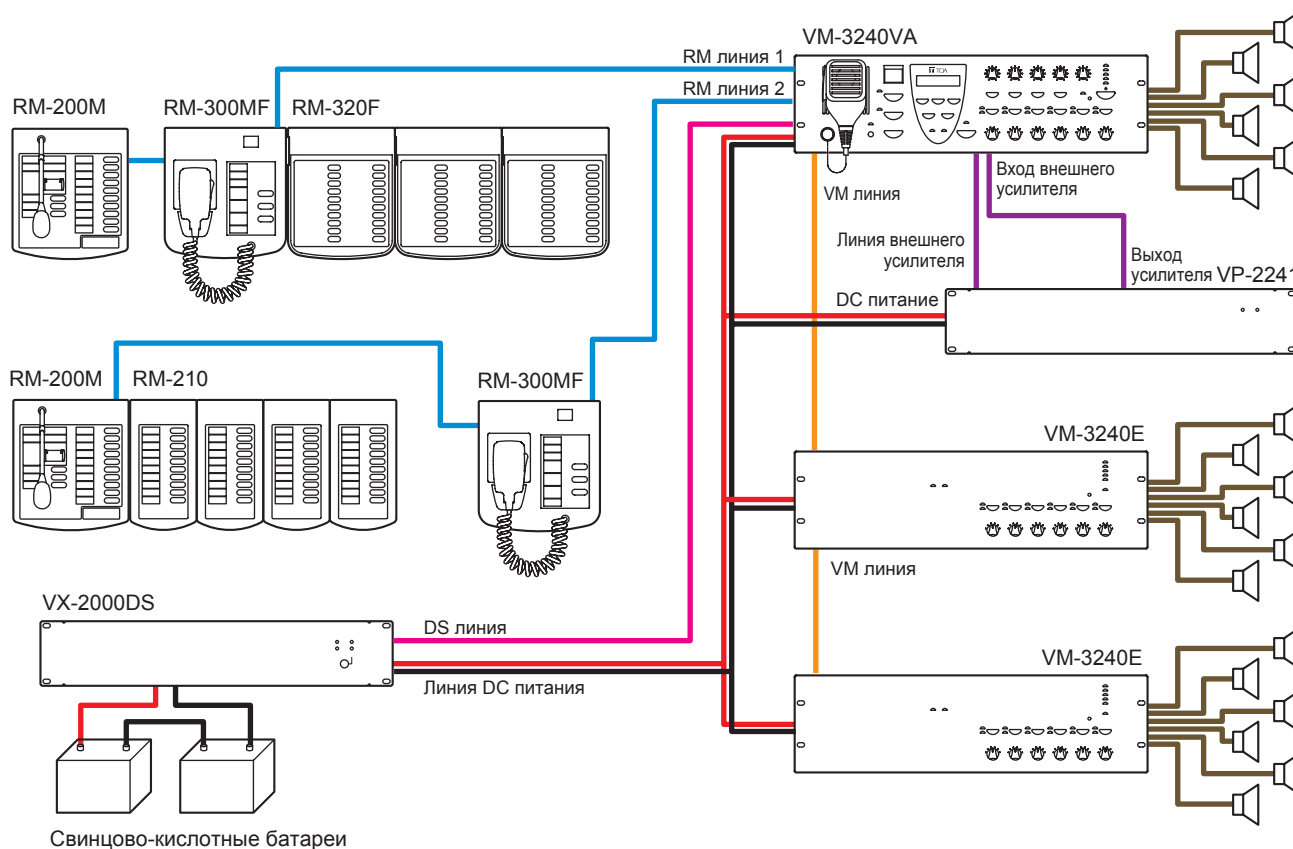 VM-3240VA
RM линия 1
RM линия 2
TOA
RM-200M
RM-300MF
RM-320F
VM линия
Вход внешнего
усилителя
Линия внешнего
усилителя
Выход
усилителя
VP-2241
DC питание
RM-200M
RM-210
RM-300MF
VM-3240E
VM линия
VX-2000DS
DS линия
VM-3240E
Линия DC питания
Свинцово-кислотные батареи